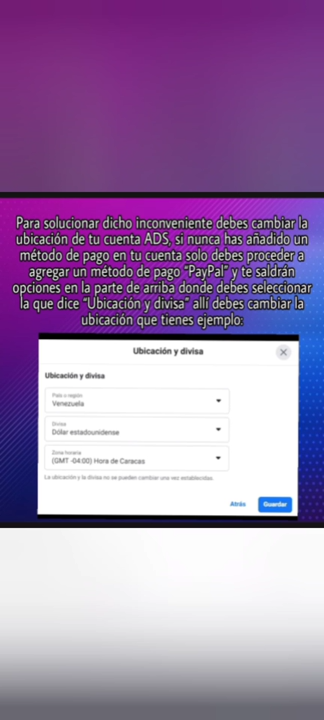 Para solucionar dicho inconveniente debes cambiar la
ubicación de tu cuenta ADS, si nunca has añadido un
método de pago en tu cuenta solo debes proceder a
agregar un método de pago "PayPal" y te saldrán
opciones en la parte de arriba donde debes seleccionar
la que dice "Ubicación y divisa" allí debes cambiar la
ubicación que tienes ejemplo:
Ubicación y divisa
Ubicación y divisa
País o región
Venezuela
Divisa
Dólar estadounidense
Zona horaria
(GMT -04:00) Hora de Caracas
La ubicación y la divisa no se pueden cambiar una vez establecidas.
Atrás
Guardar